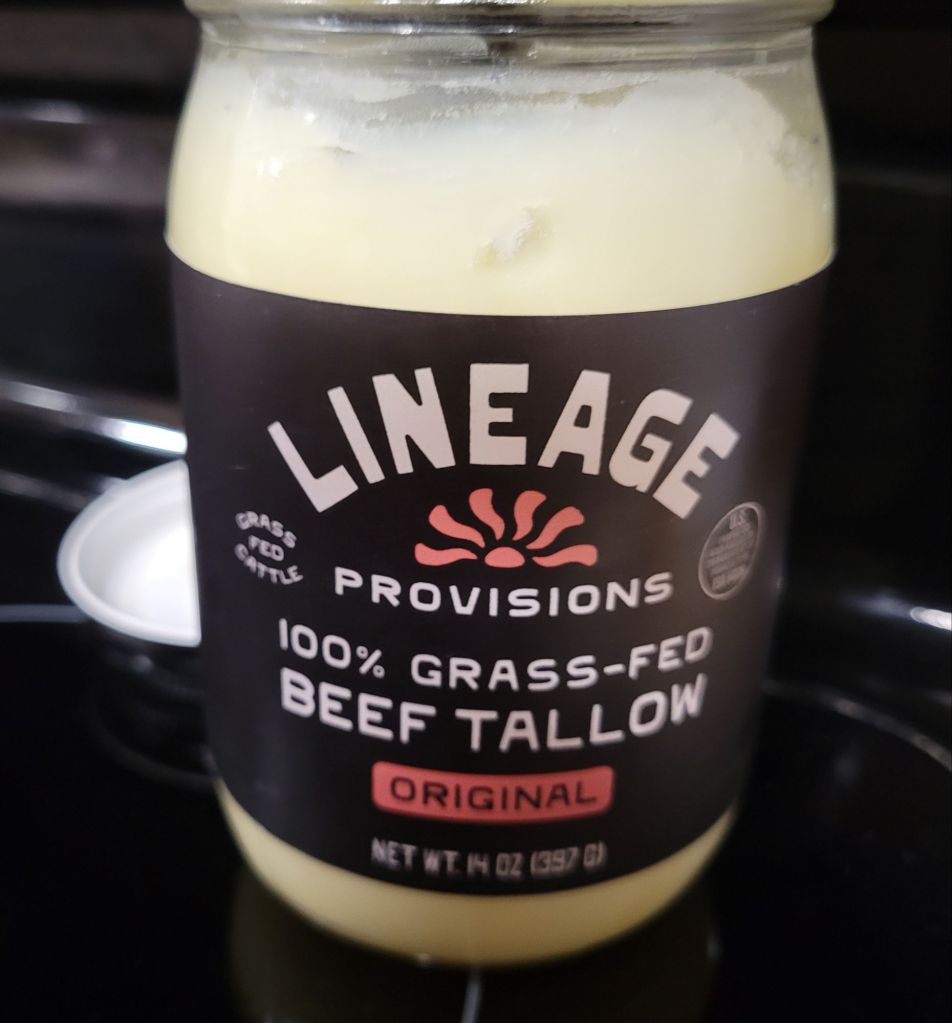 LINEAGE
GRASS
FED
CATTLE
U.S.
PROVISIONS
100% GRASS-FED
BEEF TALLOW
ORIGINAL
NET WT. 14 OZ (397 G)